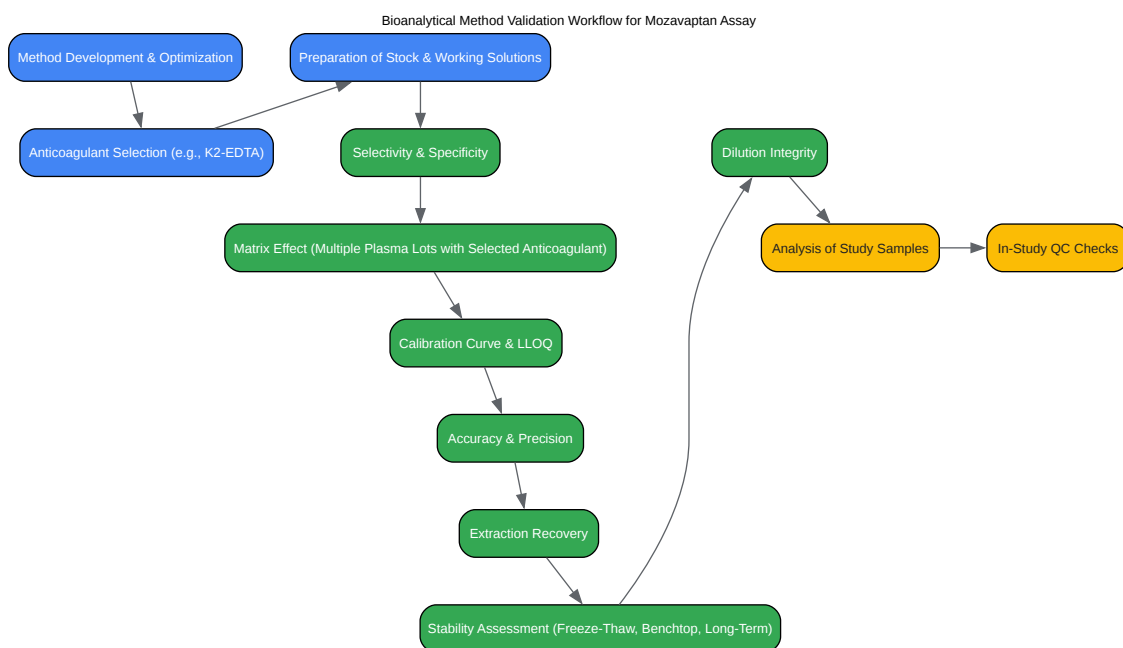 Bioanalytical Method Validation Workflow for Mozavaptan Assay
Method Development & Optimization
Anticoagulant Selection (e.g., K2-EDTA)
Preparation of Stock & Working Solutions
Selectivity & Specificity
Matrix Effect (Multiple Plasma Lots with Selected Anticoagulant)
Calibration Curve & LLOQ
Accuracy & Precision
Extraction Recovery
Stability Assessment (Freeze-Thaw, Benchtop, Long-Term)
Dilution Integrity
Analysis of Study Samples
In-Study QC Checks